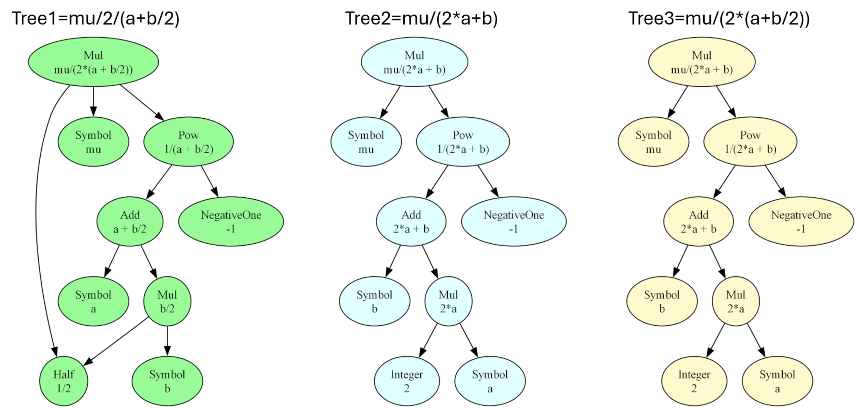 Tree1=mu/2/(a+b/2)
Mul
mu/(2*(a + b/2))
Symbol
mu
Pow
1/(a + b/2)
Add
a + b/2
NegativeOne
-1
Symbol
a
Mul
b/2
Half
1/2
Symbol
b
Tree2=mu/(2*a+b)
Mul
mu/(2*a + b)
Symbol
mu
Pow
1/(2*a + b)
Add
2*a + b
NegativeOne
-1
Symbol
b
Mul
2*a
Integer
2
Symbol
a
Tree3=mu/(2*(a+b/2))
Mul
mu/(2*a + b)
Symbol
mu
Pow
1/(2*a + b)
Add
2*a + b
NegativeOne
-1
Symbol
b
Mul
2*a
Integer
2
Symbol
a